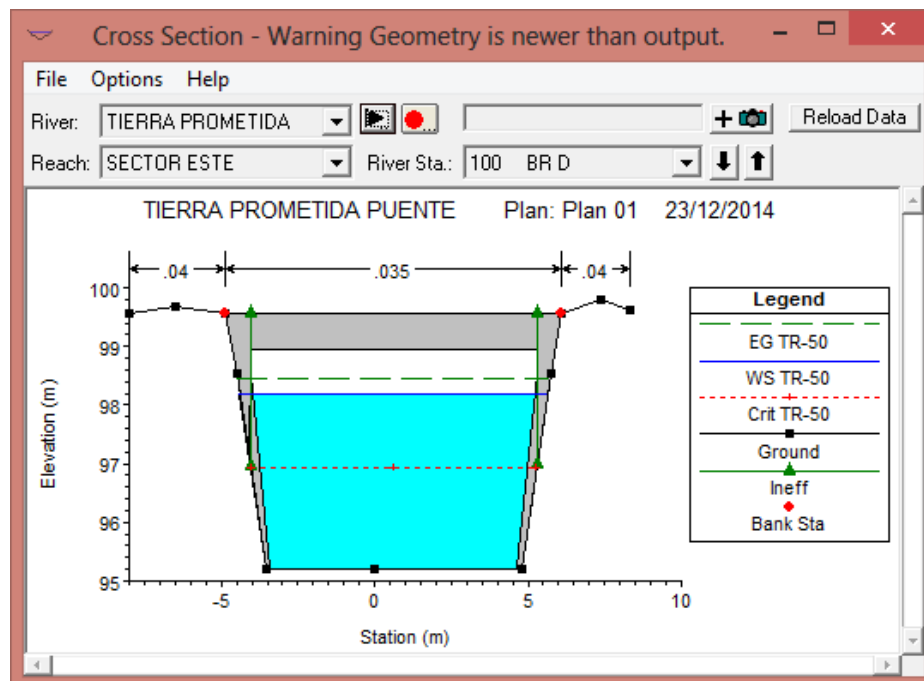 Cross Section - Warning Geometry is newer than output.
File Options Help
River: TIERRA PROMETIDA Reload Data
Reach: SECTOR ESTE River Sta.: 100 BR D
TIERRA PROMETIDA PUENTE Plan: Plan 01 23/12/2014
.04 .035 .04
100
99
98
97
96
95
-5 0 5 10
Elevation (m)
Station (m)
Legend
EG TR-50
WS TR-50
Crit TR-50
Ground
Ineff
Bank Sta